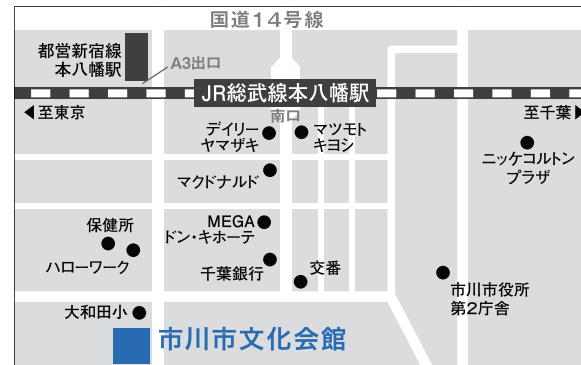 国道14号線
都営新宿線
本八幡駅
A3出口
JR総武線本八幡駅
至東京
南口
至千葉
デイリー
ヤマザキ
マツモト
キヨシ
ニッケコルトン
プラザ
マクドナルド
MEGA
ドン・キホーテ
保健所
ハローワーク
千葉銀行
交番
市川市役所
第2庁舎
大和田小
市川市文化会館